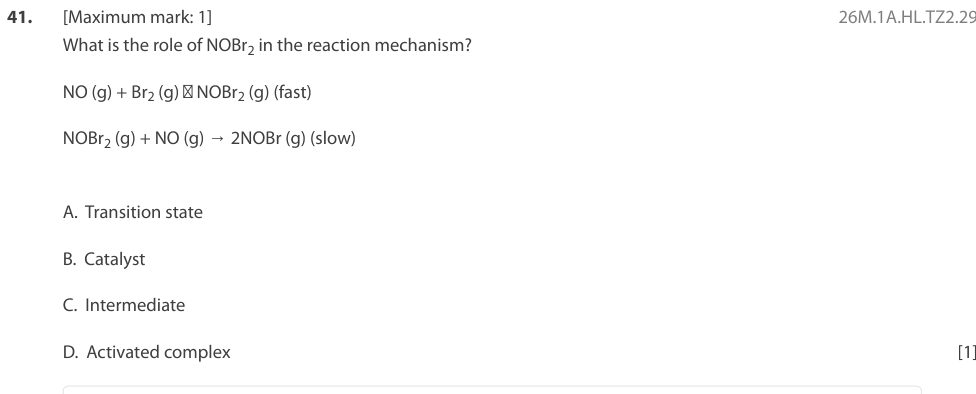 41. [Maximum mark: 1] 26M.1A.HL.TZ2.29
What is the role of NOBr₂ in the reaction mechanism?
NO (g) + Br₂ (g) ⍰ NOBr₂ (g) (fast)
NOBr₂ (g) + NO (g) → 2NOBr (g) (slow)
A. Transition state
B. Catalyst
C. Intermediate
D. Activated complex [1]